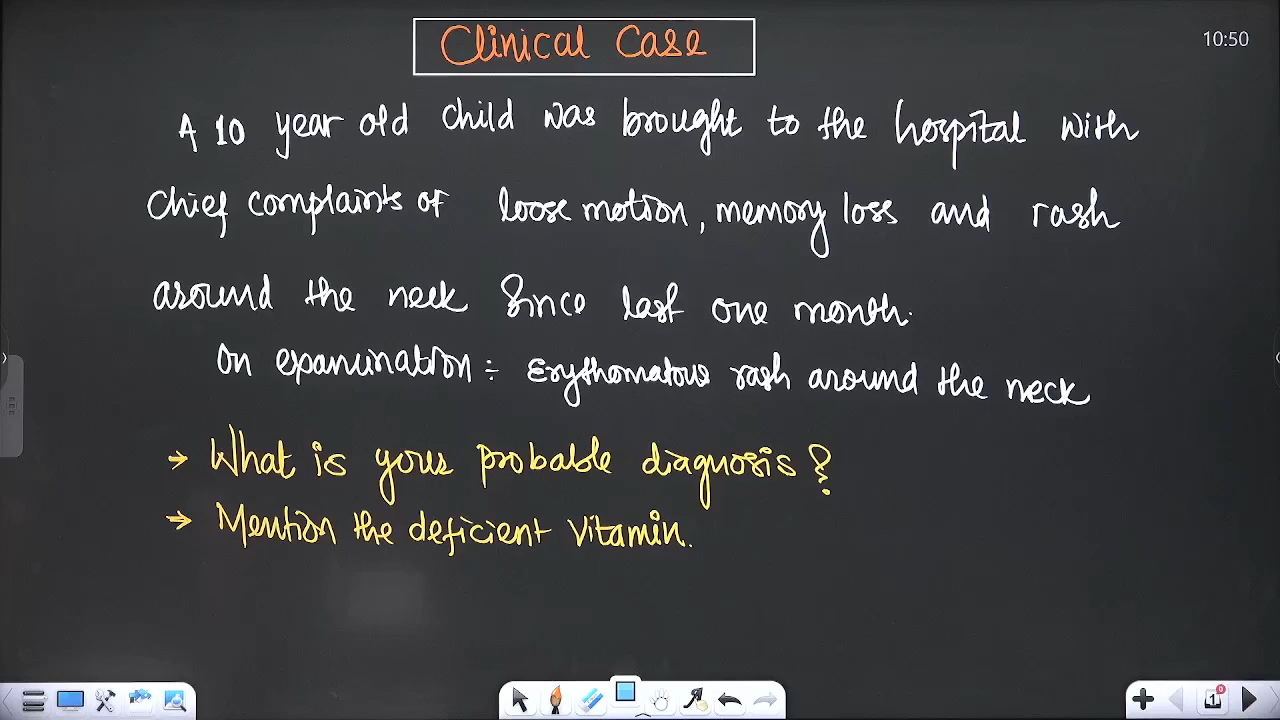 Clinical Case
10:50
A 10 year old child was brought to the hospital with
chief complaints of loose motion, memory loss and rash
around the neck since last one month.
On examination ÷ Erythomatous rash around the neck
→ What is your probable diagnosis?
→ Mention the deficient vitamin.
0